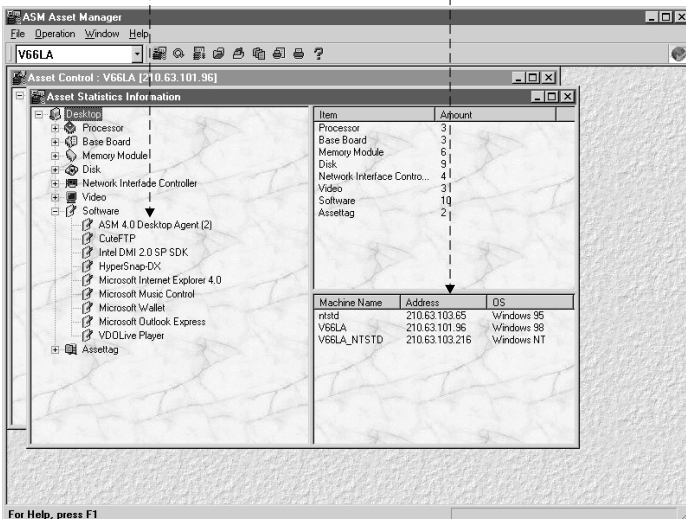 ASM Asset Manager
File Operation Window Help
V66LA
Asset Control : V66LA [210.63.101.96]
Asset Statistics Information
Desktop
Processor
Base Board
Memory Module
Disk
Network Interface Controller
Video
Software
ASM 4.0 Desktop Agent (2)
CuteFTP
Intel DMI 2.0 SP SDK
HyperSnap-DX
Microsoft Internet Explorer 4.0
Microsoft Music Control
Microsoft Wallet
Microsoft Outlook Express
VDOLive Player
Assettag
Item Amount
Processor 3
Base Board 3
Memory Module 6
Disk 9
Network Interface Contro... 4
Video 3
Software 10
Assettag 2
Machine Name Address OS
ntstd 210.63.103.65 Windows 95
V66LA 210.63.101.96 Windows 98
V66LA_NTSTD 210.63.103.216 Windows NT
For Help, press F1